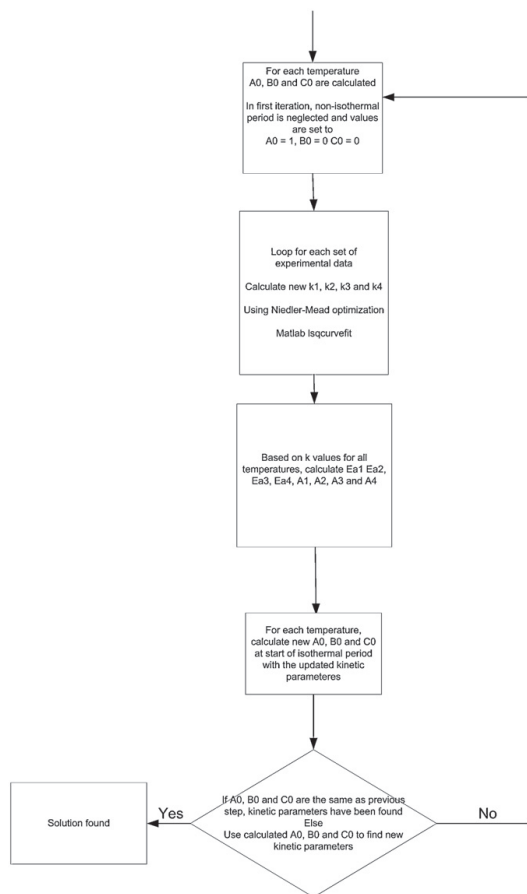 For each temperature
A0, B0 and C0 are calculated
In first iteration, non-isothermal
period is neglected and values
are set to
A0 = 1, B0 = 0 C0 = 0
Loop for each set of
experimental data
Calculate new k1, k2, k3 and k4
Using Niedler-Mead optimization
Matlab lsqcurvefit
Based on k values for all
temperatures, calculate Ea1 Ea2,
Ea3, Ea4, A1, A2, A3 and A4
For each temperature,
calculate new A0, B0 and C0
at start of isothermal period
with the updated kinetic
parameteres
If A0, B0 and C0 are the same as previous
step, kinetic parameters have been found
Else
Use calculated A0, B0 and C0 to find new
kinetic parameters
Yes
No
Solution found